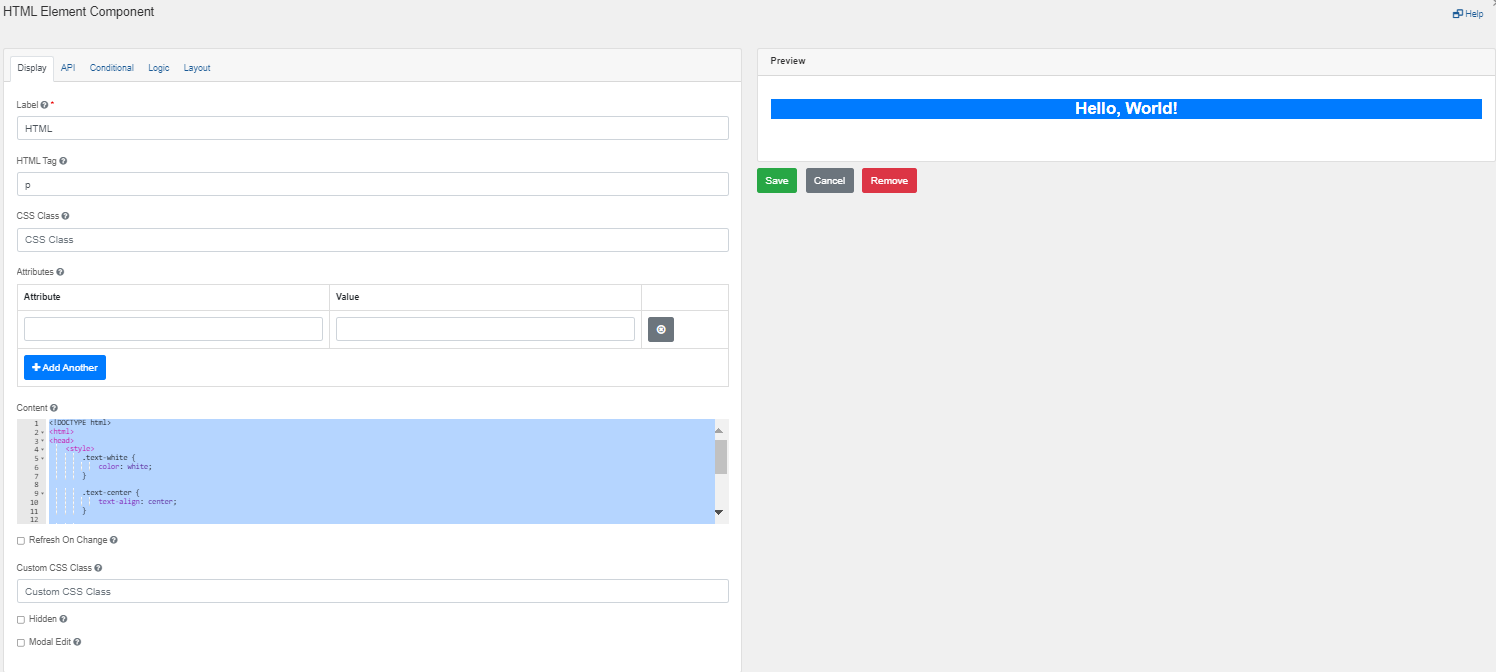 HTML Element Component
Help
Display API Conditional Logic Layout
Label *
HTML
HTML Tag
p
CSS Class
CSS Class
Attributes
Attribute Value
Add Another
Content
1 <!DOCTYPE html>
2 <html>
3 <head>
4 <style>
5 .text-white {
6 color: white;
7 }
8
9 .text-center {
10 text-align: center;
11 }
12
Refresh On Change
Custom CSS Class
Custom CSS Class
Hidden
Modal Edit
Preview
Hello, World!
Save Cancel Remove